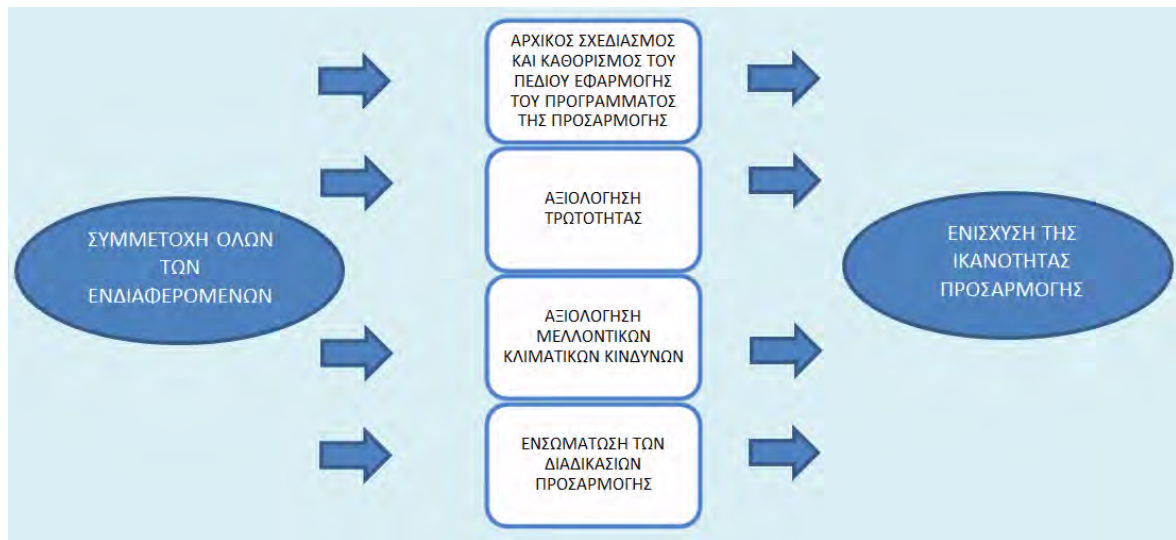 ΣΥΜΜΕΤΟΧΗ ΟΛΩΝ
ΤΩΝ
ΕΝΔΙΑΦΕΡΟΜΕΝΩΝ
ΑΡΧΙΚΟΣ ΣΧΕΔΙΑΣΜΟΣ
ΚΑΙ ΚΑΘΟΡΙΣΜΟΣ ΤΟΥ
ΠΕΔΙΟΥ ΕΦΑΡΜΟΓΗΣ
ΤΟΥ ΠΡΟΓΡΑΜΜΑΤΟΣ
ΤΗΣ ΠΡΟΣΑΡΜΟΓΗΣ
ΑΞΙΟΛΟΓΗΣΗ
ΤΡΩΤΟΤΗΤΑΣ
ΑΞΙΟΛΟΓΗΣΗ
ΜΕΛΛΟΝΤΙΚΩΝ
ΚΛΙΜΑΤΙΚΩΝ ΚΙΝΔΥΝΩΝ
ΕΝΣΩΜΑΤΩΣΗ ΤΩΝ
ΔΙΑΔΙΚΑΣΙΩΝ
ΠΡΟΣΑΡΜΟΓΗΣ
ΕΝΙΣΧΥΣΗ ΤΗΣ
ΙΚΑΝΟΤΗΤΑΣ
ΠΡΟΣΑΡΜΟΓΗΣ